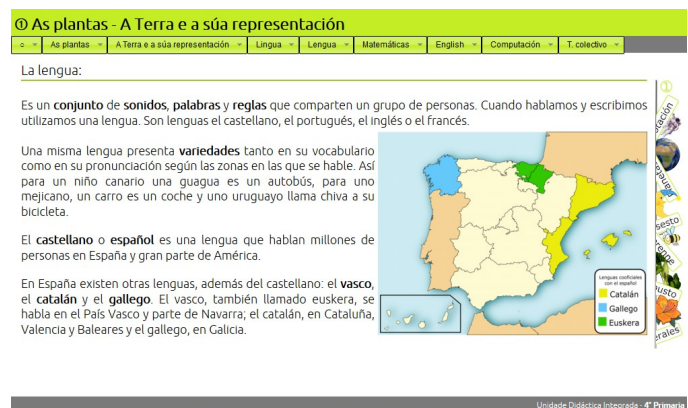 ① As plantas - A Terra e a súa representación
As plantas
A Terra e a súa representación
Lingua
Lengua
Matemáticas
English
Computación
T. colectivo
La lengua:
Es un conjunto de sonidos, palabras y reglas que comparten un grupo de personas. Cuando hablamos y escribimos
utilizamos una lengua. Son lenguas el castellano, el portugués, el inglés o el francés.
Una misma lengua presenta variedades tanto en su vocabulario
como en su pronunciación según las zonas en las que se hable. Así
para un niño canario una guagua es un autobús, para uno
mejicano, un carro es un coche y uno uruguayo llama chiva a su
bicicleta.
El castellano o español es una lengua que hablan millones de
personas en España y gran parte de América.
En España existen otras lenguas, además del castellano: el vasco,
el catalán y el gallego. El vasco, también llamado euskera, se
habla en el País Vasco y parte de Navarra; el catalán, en Cataluña,
Valencia y Baleares y el gallego, en Galicia.
Lenguas cooficiales
con el español
Catalán
Gallego
Euskera
①
Unidade Didáctica Integrada - 4º Primaria